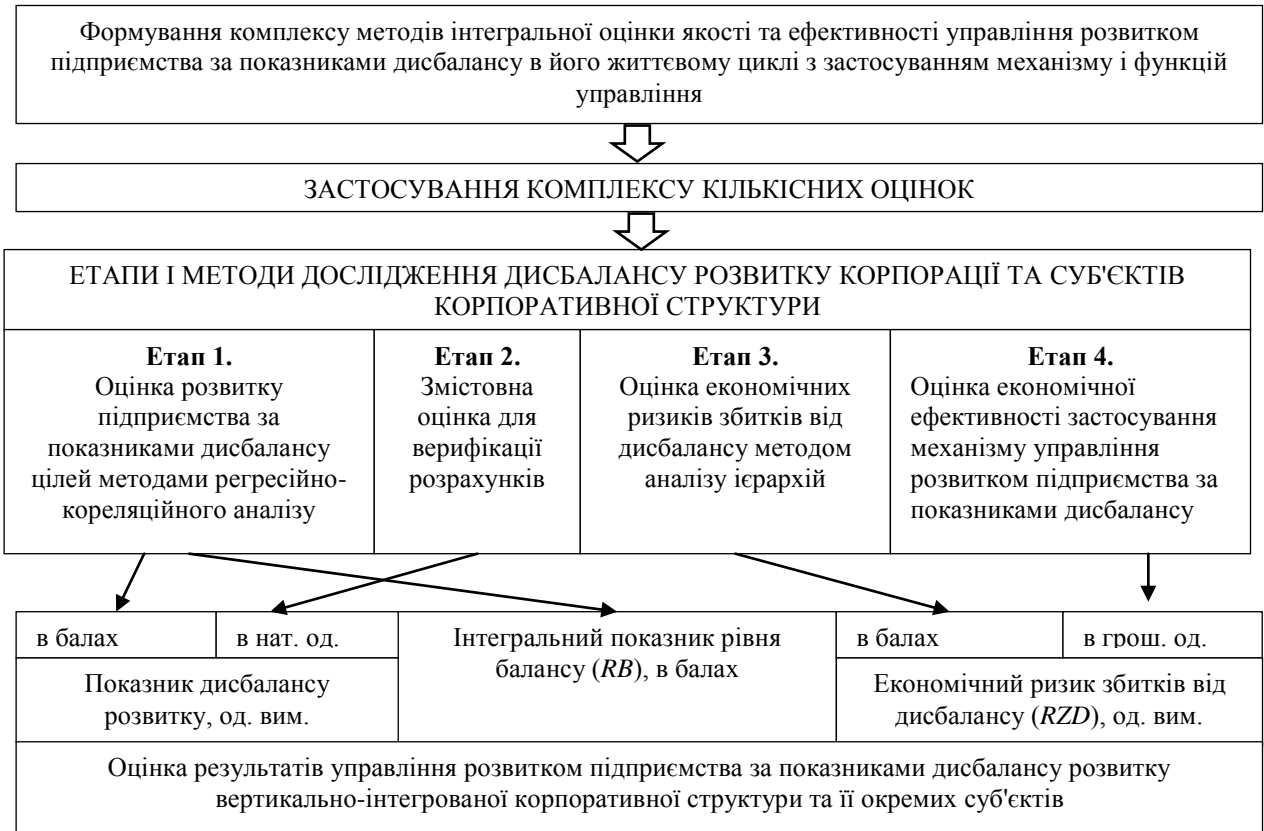 Формування комплексу методів інтегральної оцінки якості та ефективності управління розвитком
підприємства за показниками дисбалансу в його життєвому циклі з застосуванням механізму і функцій
управління
ЗАСТОСУВАННЯ КОМПЛЕКСУ КІЛЬКІСНИХ ОЦІНОК
ЕТАПИ І МЕТОДИ ДОСЛІДЖЕННЯ ДИСБАЛАНСУ РОЗВИТКУ КОРПОРАЦІЇ ТА СУБ'ЄКТІВ
КОРПОРАТИВНОЇ СТРУКТУРИ
Етап 1.
Оцінка розвитку
підприємства за
показниками дисбалансу
цілей методами регресійно-
кореляційного аналізу
Етап 2.
Змістовна
оцінка для
верифікації
розрахунків
Етап 3.
Оцінка економічних
ризиків збитків від
дисбалансу методом
аналізу ієрархій
Етап 4.
Оцінка економічної
ефективності застосування
механізму управління
розвитком підприємства за
показниками дисбалансу
в балах
в нат. од.
Показник дисбалансу
розвитку, од. вим.
Інтегральний показник рівня
балансу (RB), в балах
в балах
в грош. од.
Економічний ризик збитків від
дисбалансу (RZD), од. вим.
Оцінка результатів управління розвитком підприємства за показниками дисбалансу розвитку
вертикально-інтегрованої корпоративної структури та її окремих суб'єктів